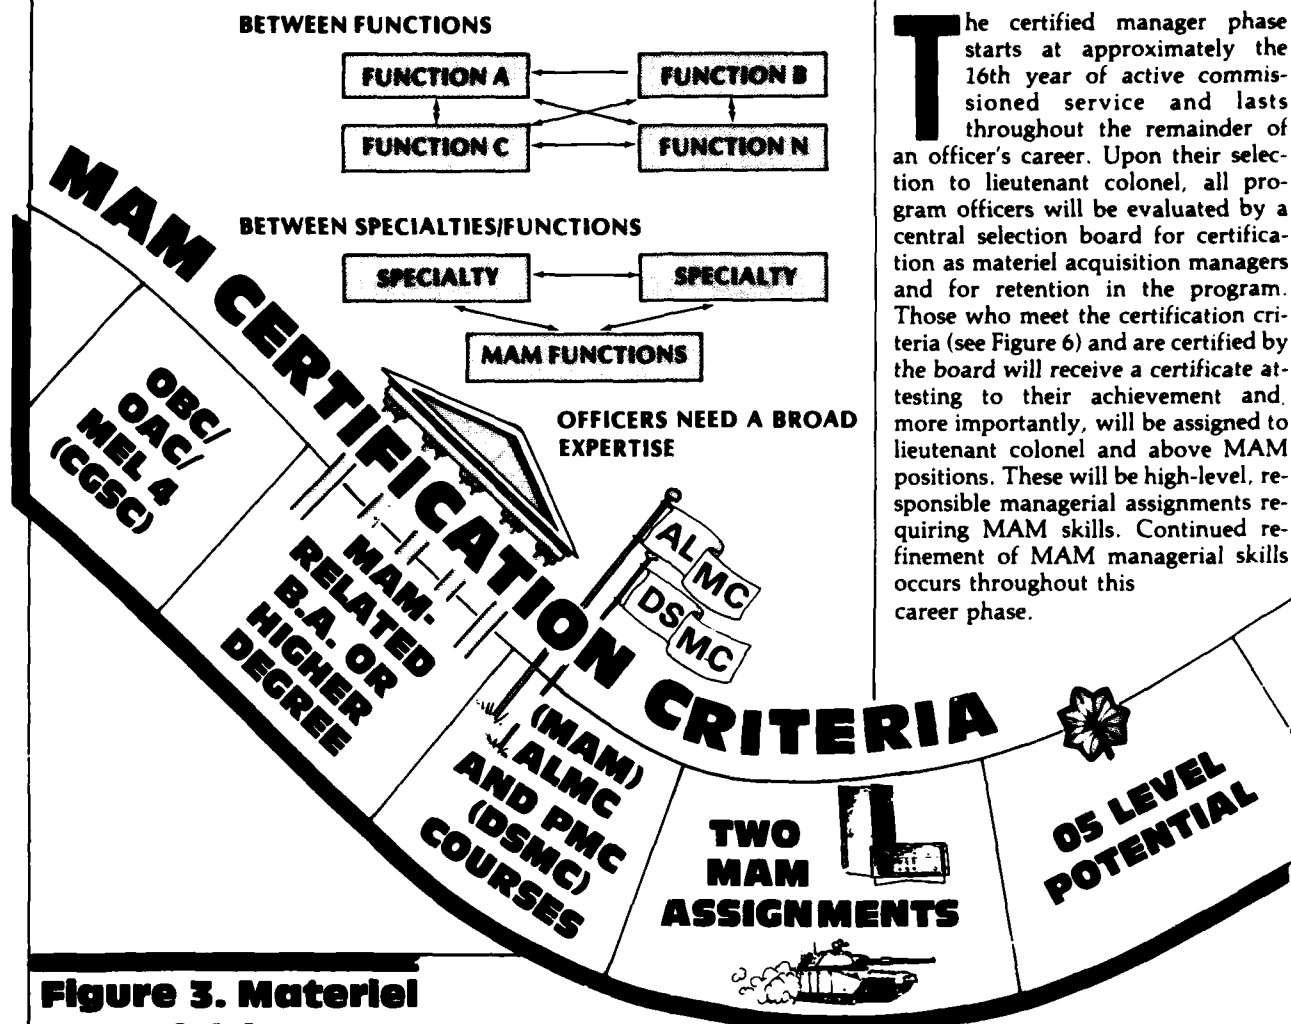 BETWEEN FUNCTIONS
FUNCTION A
FUNCTION B
FUNCTION C
FUNCTION N
BETWEEN SPECIALTIES/FUNCTIONS
SPECIALTY
SPECIALTY
MAM FUNCTIONS
OFFICERS NEED A BROAD
EXPERTISE
The certified manager phase
starts at approximately the
16th year of active commis-
sioned service and lasts
throughout the remainder of
an officer's career. Upon their selec-
tion to lieutenant colonel, all pro-
gram officers will be evaluated by a
central selection board for certifica-
tion as materiel acquisition managers
and for retention in the program.
Those who meet the certification cri-
teria (see Figure 6) and are certified by
the board will receive a certificate at-
testing to their achievement and,
more importantly, will be assigned to
lieutenant colonel and above MAM
positions. These will be high-level, re-
sponsible managerial assignments re-
quiring MAM skills. Continued re-
finement of MAM managerial skills
occurs throughout this
career phase.
MAM CERTIFICATION CRITERIA
OBC/
OAC/
MEL 4
(CGSC)
MAM-
RELATED
B.A. OR
HIGHER
DEGREE
ALMC
DSMC
(MAM)
ALMC
AND PMC
(DSMC)
COURSES
TWO
MAM
ASSIGNMENTS
05 LEVEL
POTENTIAL
Figure 3. Materiel